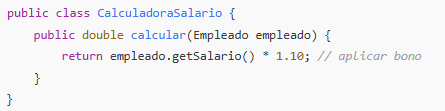 public class CalculadoraSalario {
    public double calcular(Empleado empleado) {
        return empleado.getSalario() * 1.10; // aplicar bono
    }
}